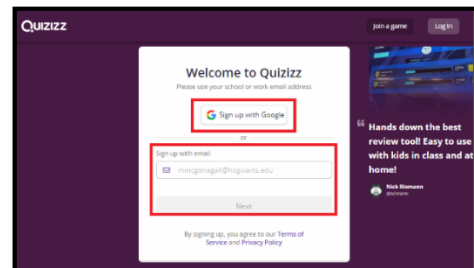 QUIZIZZ
Join a game
Log in
Welcome to Quizizz
Please use your school or work email address
Sign up with Google
or
Sign up with email
mmcgonagall@hogwarts.edu
Next
By signing up, you agree to our Terms of
Service and Privacy Policy
“ Hands down the best
review tool! Easy to use
with kids in class and at
home!
Nick Riemann